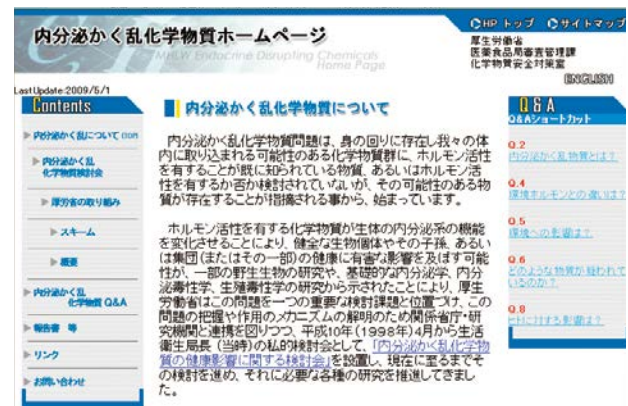 内分泌かく乱化学物質ホームページ
MHLW Endocrine Disrupting Chemicals
Home Page
HP トップ サイトマップ
厚生労働省
医薬食品局審査管理課
化学物質安全対策室
ENGLISH
Last Update:2009/5/1
Contents
内分泌かく乱について
内分泌かく乱
化学物質検討会
厚労省の取り組み
スキーム
概要
内分泌かく乱
化学物質 Q&A
報告書 等
リンク
お問い合わせ
内分泌かく乱化学物質について
内分泌かく乱化学物質問題は、身の回りに存在し我々の体
内に取り込まれる可能性のある化学物質群に、ホルモン活性
を有することが既に知られている物質、あるいはホルモン活
性を有するか否か検討されていないが、その可能性のある物
質が存在することが指摘される事から、始まっています。
ホルモン活性を有する化学物質が生体の内分泌系の機能
を変化させることにより、健全な生物個体やその子孫、あるい
は集団(またはその一部)の健康に有害な影響を及ぼす可能
性が、一部の野生生物の研究や、基礎的な内分泌学、内分
泌毒性学、生殖毒性学の研究から示されたことにより、厚生
労働省はこの問題を一つの重要な検討課題と位置づけ、この
問題の把握や作用のメカニズムの解明のため関係省庁・研
究機関と連携を図りつつ、平成10年(1998年)4月から生活
衛生局長(当時)の私的検討会として、「内分泌かく乱化学物
質の健康影響に関する検討会」を設置し、現在に至るまでそ
の検討を進め、それに必要な各種の研究を推進してきまし
た。
Q & A
Q&Aショートカット
Q.2
内分泌かく乱物質とは?
Q.4
環境ホルモンとの違いは?
Q.5
環境への影響は?
Q.6
どのような物質が疑われて
いるのか?
Q.8
ヒトに対する影響は?